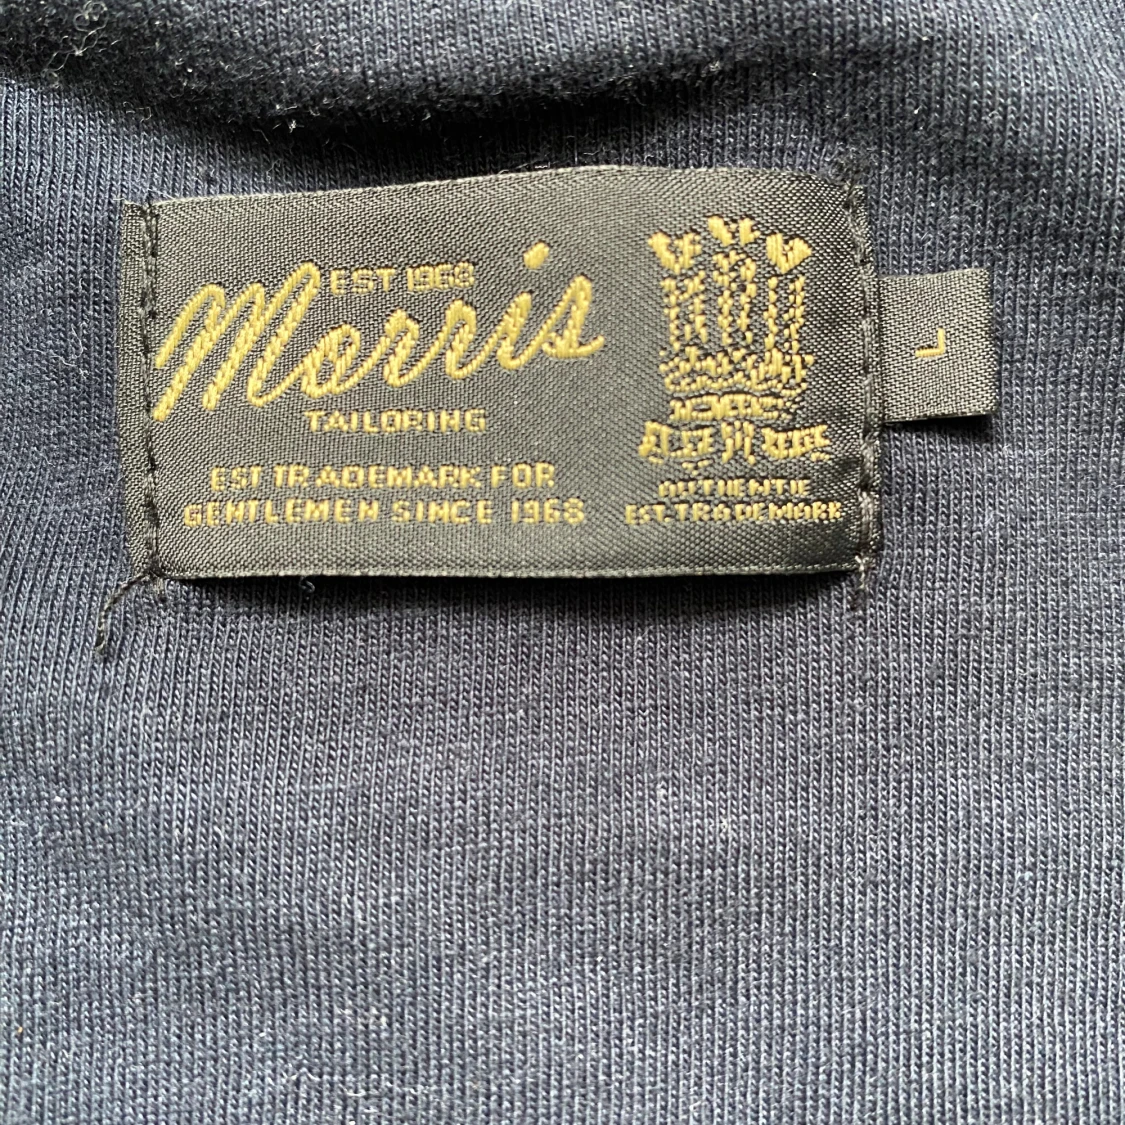 EST 1968
Morris
TAILORING
EST TRADEMARK FOR
GENTLEMEN SINCE 1968
AUTHENTIC
EST. TRADEMARK
L